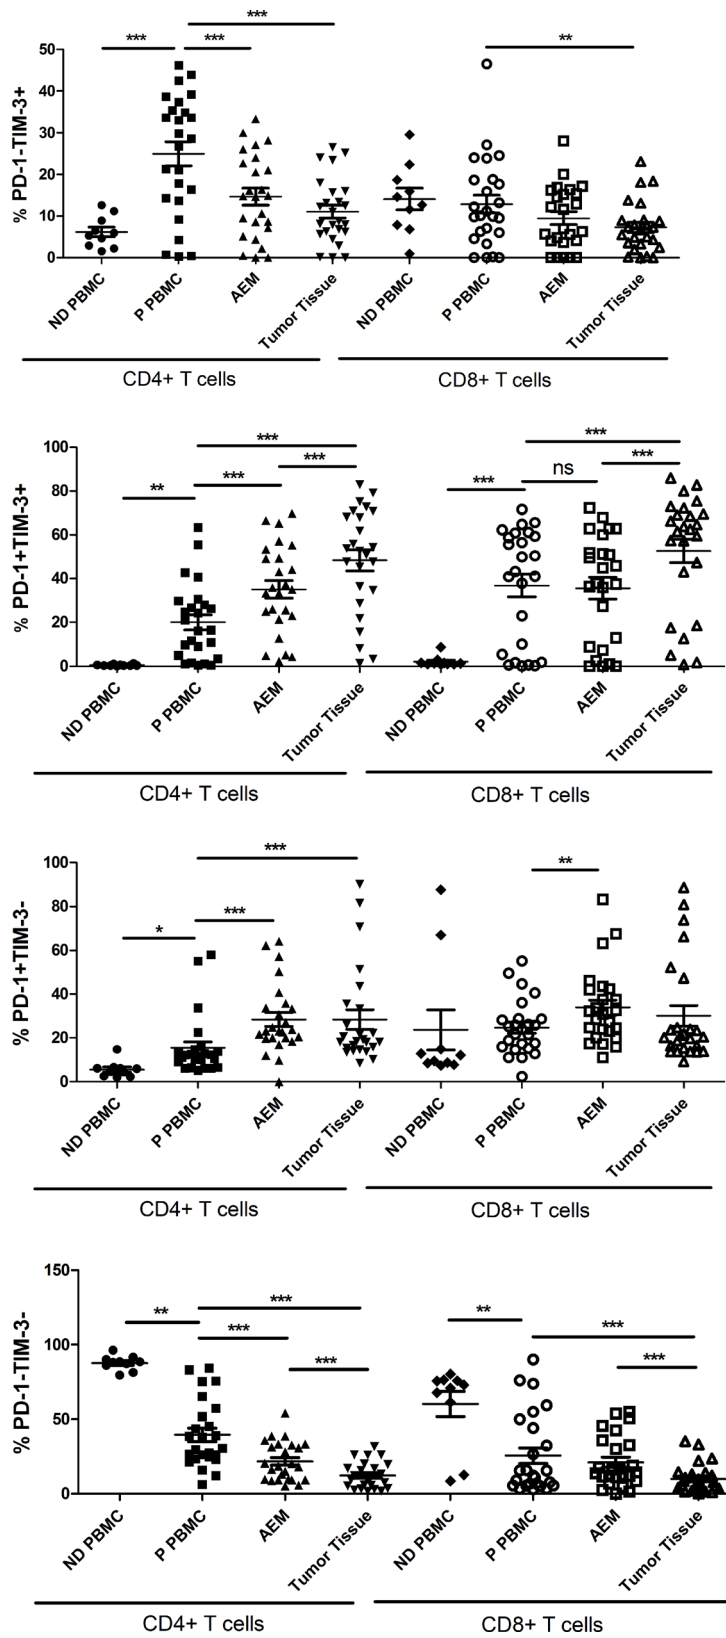 ***
*** *** **
50
40
30
20
10
0
% PD-1-TIM-3+
ND PBMC
P PBMC
AEM
Tumor Tissue
ND PBMC
P PBMC
AEM
Tumor Tissue
CD4+ T cells CD8+ T cells
*** ***
** *** *** *** ns ***
100
80
60
40
20
0
% PD-1+TIM-3+
ND PBMC
P PBMC
AEM
Tumor Tissue
ND PBMC
P PBMC
AEM
Tumor Tissue
CD4+ T cells CD8+ T cells
***
* *** **
100
80
60
40
20
0
% PD-1+TIM-3-
ND PBMC
P PBMC
AEM
Tumor Tissue
ND PBMC
P PBMC
AEM
Tumor Tissue
CD4+ T cells CD8+ T cells
*** **
** *** *** *** ***
150
100
50
0
% PD-1-TIM-3-
ND PBMC
P PBMC
AEM
Tumor Tissue
ND PBMC
P PBMC
AEM
Tumor Tissue
CD4+ T cells CD8+ T cells